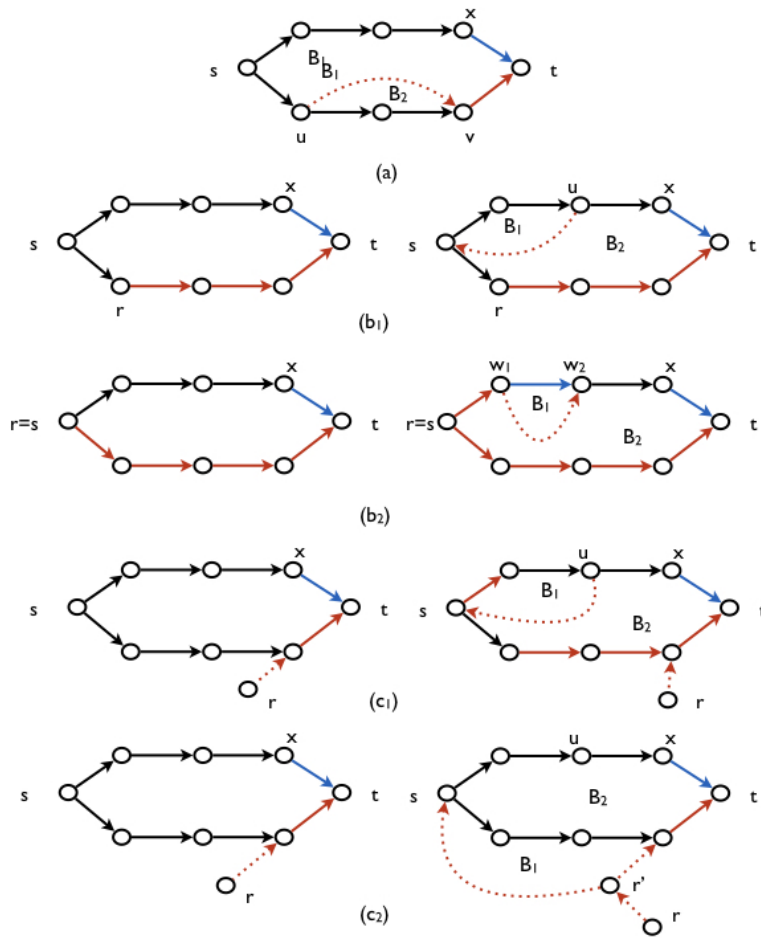 x
B₁
s B₁ t
B₂
u v
(a)
x u x
B₁
s t s B₂ t
r r
(b₁)
x w₁ w₂ x
B₁
r=s t r=s t
B₂
(b₂)
x u x
B₁
s t s t
B₂
r r
(c₁)
x u x
s t s B₂ t
B₁
r r'
r
(c₂)